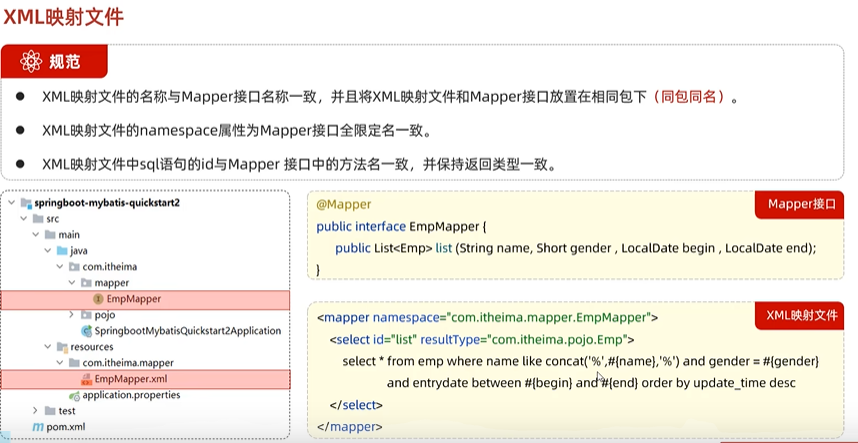 XML映射文件
规范
XML映射文件的名称与Mapper接口名称一致，并且将XML映射文件和Mapper接口放置在相同包下（同包同名）。
XML映射文件的namespace属性为Mapper接口全限定名一致。
XML映射文件中sql语句的id与Mapper 接口中的方法名一致，并保持返回类型一致。
springboot-mybatis-quickstart2
src
main
java
com.itheima
mapper
EmpMapper
pojo
SpringbootMybatisQuickstart2Application
resources
com.itheima.mapper
EmpMapper.xml
application.properties
test
pom.xml
Mapper接口
@Mapper
public interface EmpMapper {
public List<Emp> list (String name, Short gender , LocalDate begin , LocalDate end);
}
XML映射文件
<mapper namespace="com.itheima.mapper.EmpMapper">
<select id="list" resultType="com.itheima.pojo.Emp">
select * from emp where name like concat('%',#{name},'%') and gender = #{gender}
and entrydate between #{begin} and #{end} order by update_time desc
</select>
</mapper>